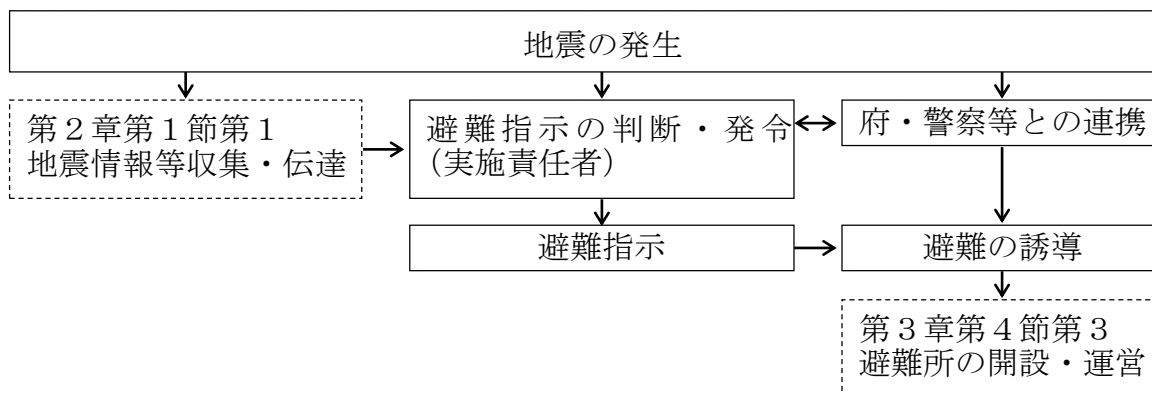 地震の発生
第２章第１節第１
地震情報等収集・伝達
避難指示の判断・発令
（実施責任者）
府・警察等との連携
避難指示
避難の誘導
第３章第４節第３
避難所の開設・運営